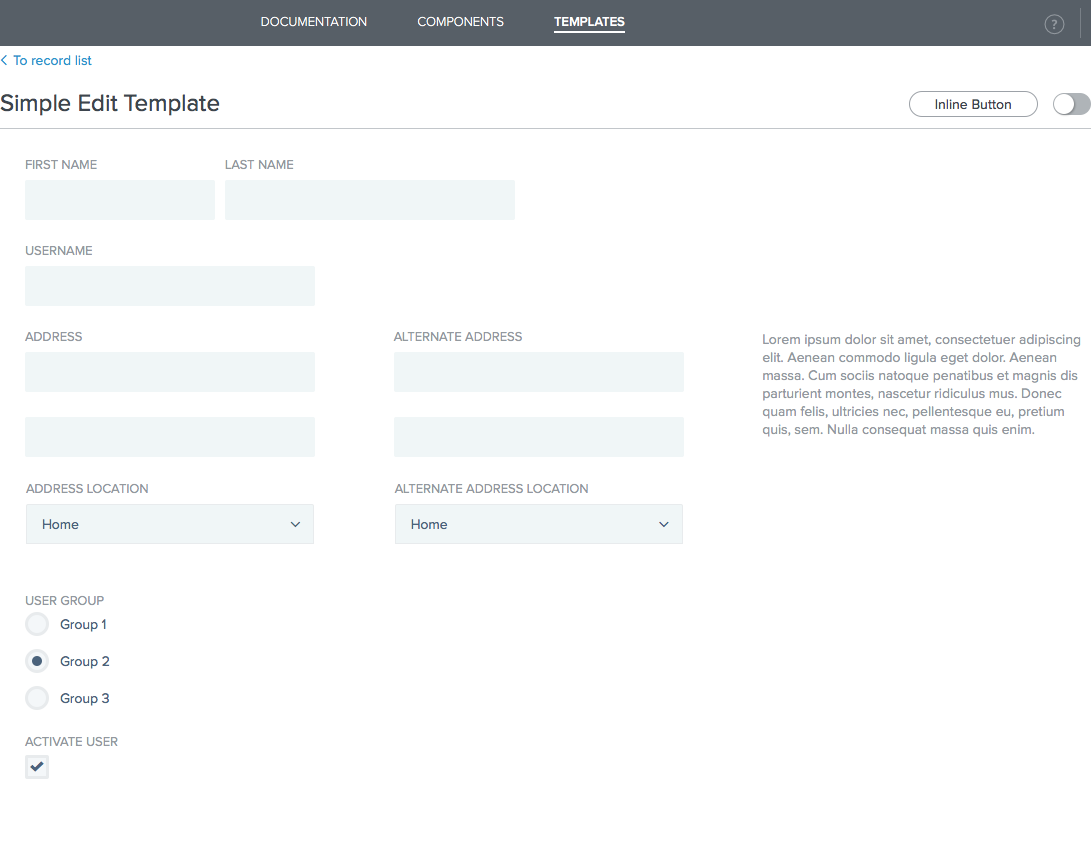 DOCUMENTATION COMPONENTS TEMPLATES ?
To record list
Simple Edit Template Inline Button
FIRST NAME LAST NAME
USERNAME
ADDRESS ALTERNATE ADDRESS
Lorem ipsum dolor sit amet, consectetuer adipiscing
elit. Aenean commodo ligula eget dolor. Aenean
massa. Cum sociis natoque penatibus et magnis dis
parturient montes, nascetur ridiculus mus. Donec
quam felis, ultricies nec, pellentesque eu, pretium
quis, sem. Nulla consequat massa quis enim.
ADDRESS LOCATION ALTERNATE ADDRESS LOCATION
Home Home
USER GROUP
Group 1
Group 2
Group 3
ACTIVATE USER